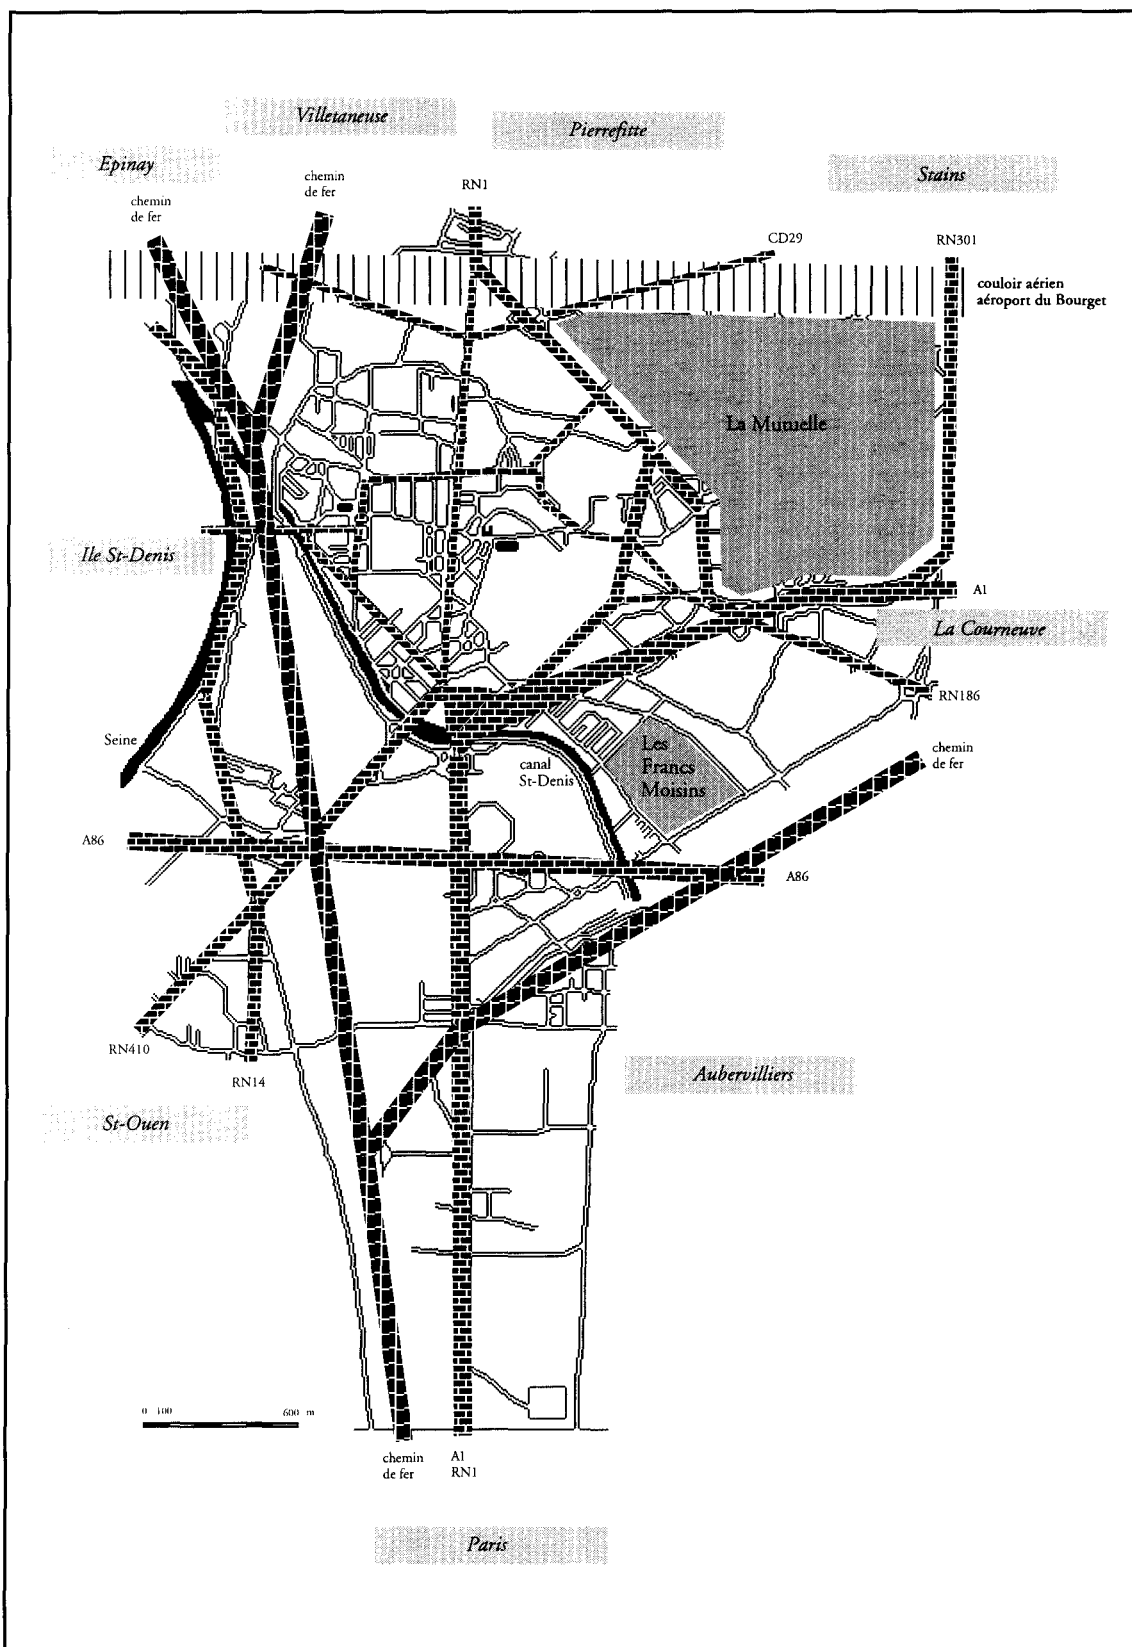 Villetaneuse
Pierrefitte
Epinay
Stains
chemin
de fer
chemin
de fer
RN1
CD29
RN301
couloir aérien
aéroport du Bourget
La Mutuelle
Ile St-Denis
A1
La Courneuve
RN186
Seine
Les
Francs
Moisins
canal
St-Denis
chemin
de fer
A86
A86
RN410
RN14
Aubervilliers
St-Ouen
0 100 600 m
chemin
de fer
A1
RN1
Paris